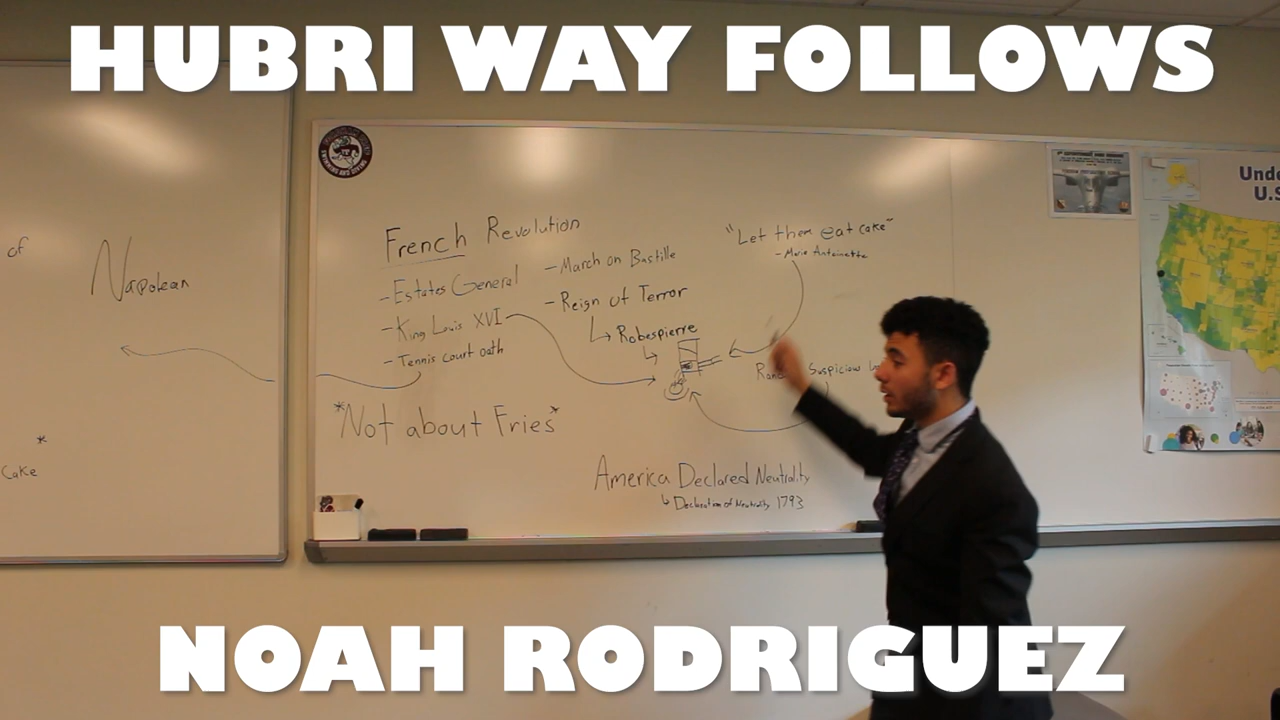 HUBRI WAY FOLLOWS
Unde
U.S
of
Napolean
French Revolution
- Estates General
- King Louis XVI
- Tennis court oath
- March on Bastille
- Reign of Terror
Robespierre
"Let them eat cake"
- Marie Antoinette
Suspicious
*Not about Fries*
*
Cake
America Declared Neutrality
Declaration of Neutrality 1793
NOAH RODRIGUEZ